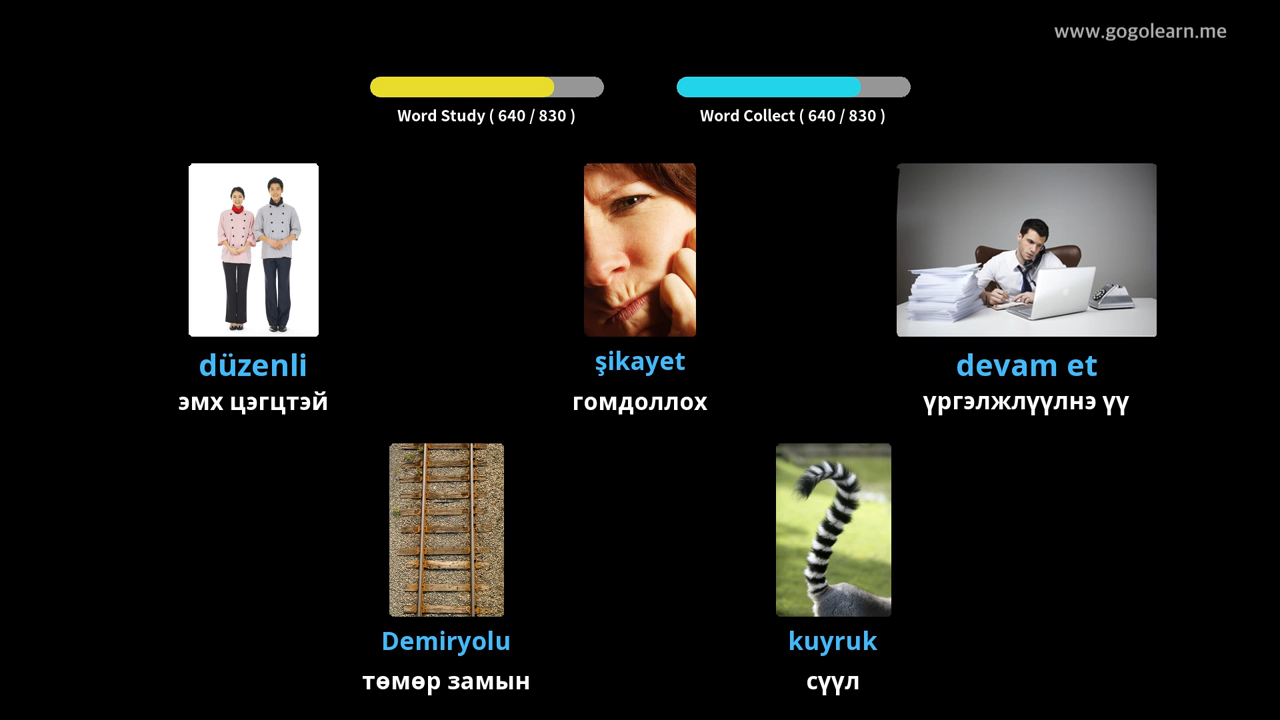 www.gogolearn.me
Word Study ( 640 / 830 )
Word Collect ( 640 / 830 )
düzenli
эмх цэгцтэй
şikayet
гомдоллох
devam et
үргэлжлүүлнэ үү
Demiryolu
төмөр замын
kuyruk
сүүл